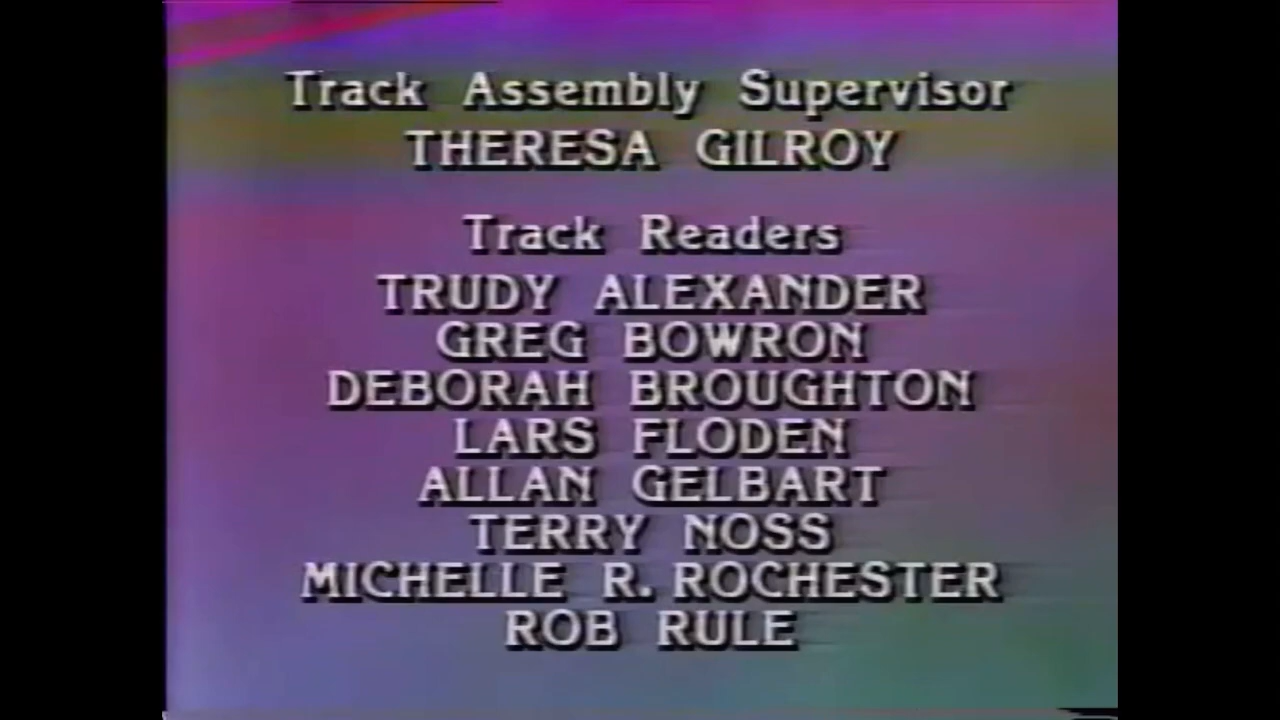 Track Assembly Supervisor
THERESA GILROY
Track Readers
TRUDY ALEXANDER
GREG BOWRON
DEBORAH BROUGHTON
LARS FLODEN
ALLAN GELBART
TERRY NOSS
MICHELLE R. ROCHESTER
ROB RULE